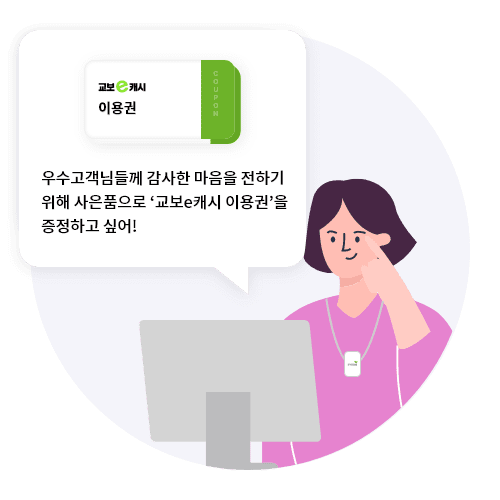 교보e캐시
이용권
COUPON
우수고객님들께 감사한 마음을 전하기
위해 사은품으로 ‘교보e캐시 이용권’을
증정하고 싶어!